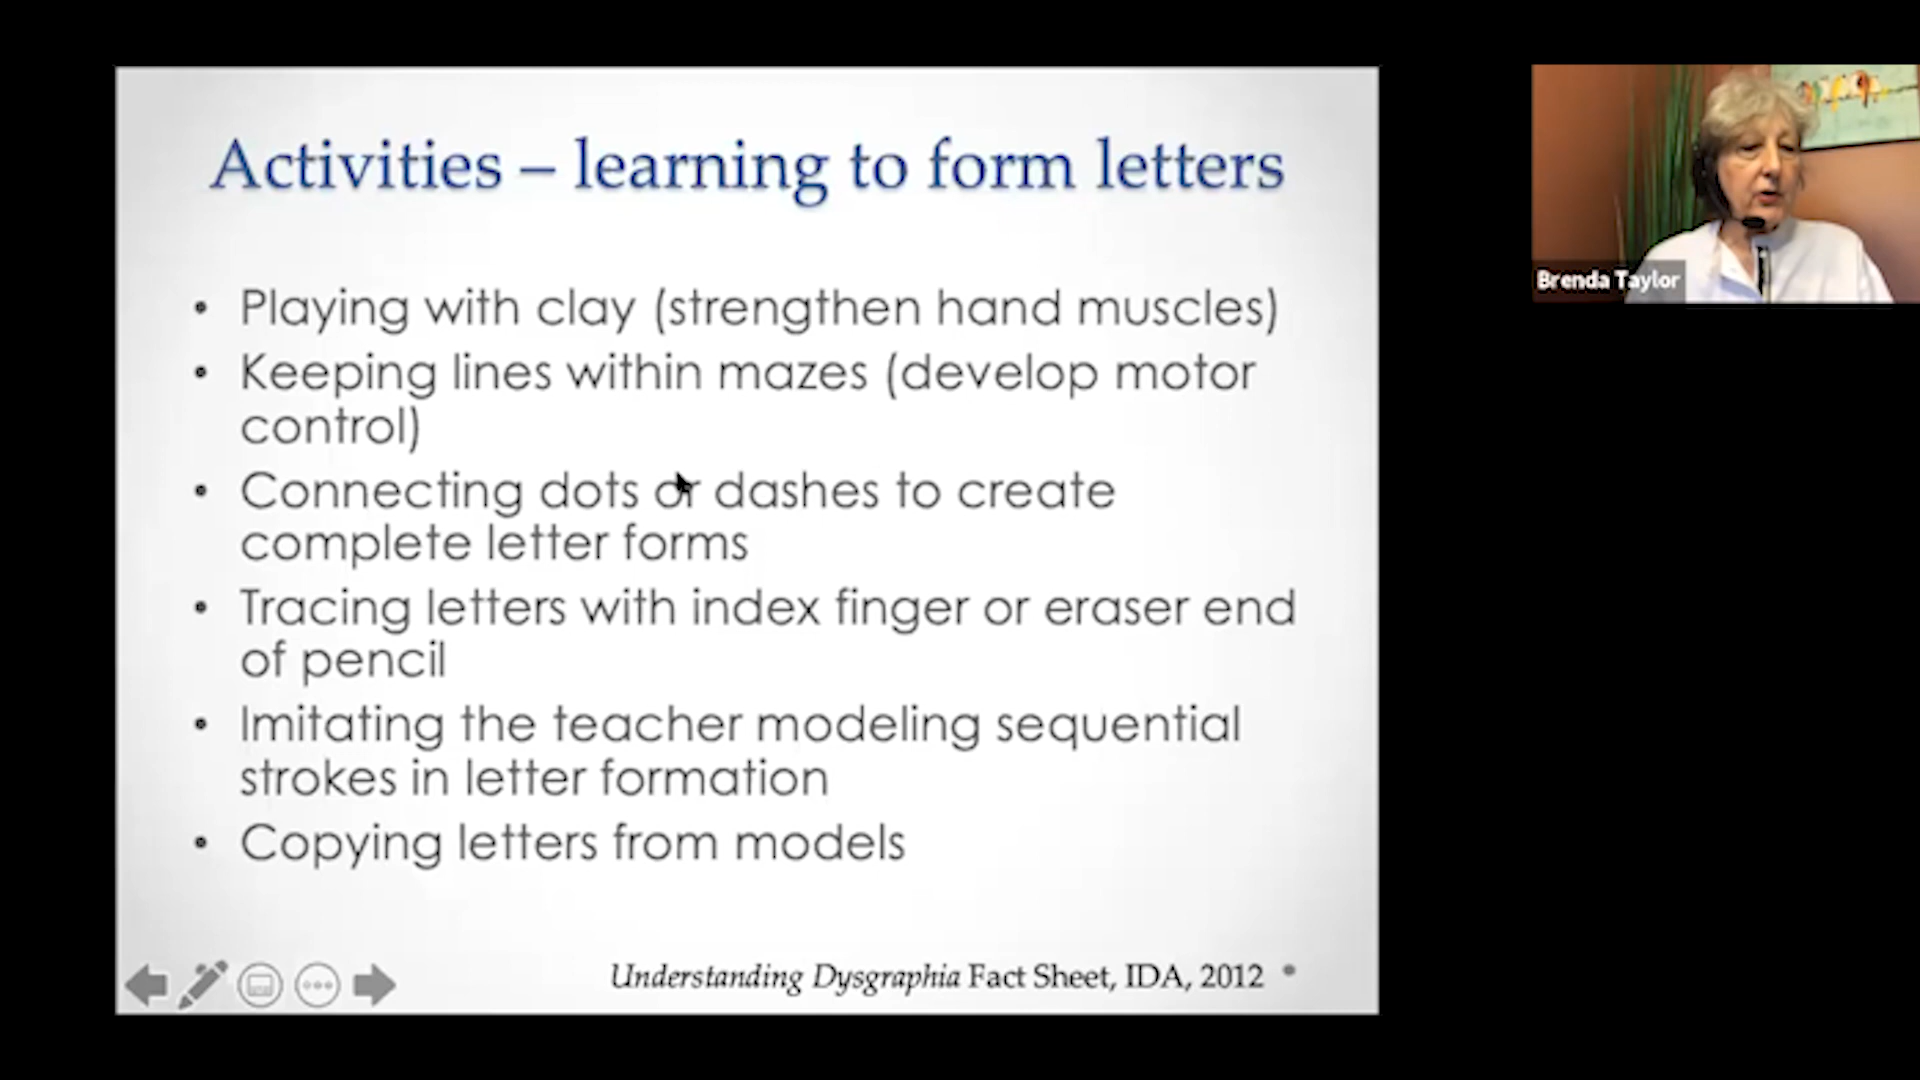 Activities – learning to form letters
• Playing with clay (strengthen hand muscles)
• Keeping lines within mazes (develop motor
control)
• Connecting dots or dashes to create
complete letter forms
• Tracing letters with index finger or eraser end
of pencil
• Imitating the teacher modeling sequential
strokes in letter formation
• Copying letters from models
Understanding Dysgraphia Fact Sheet, IDA, 2012 •
Brenda Taylor